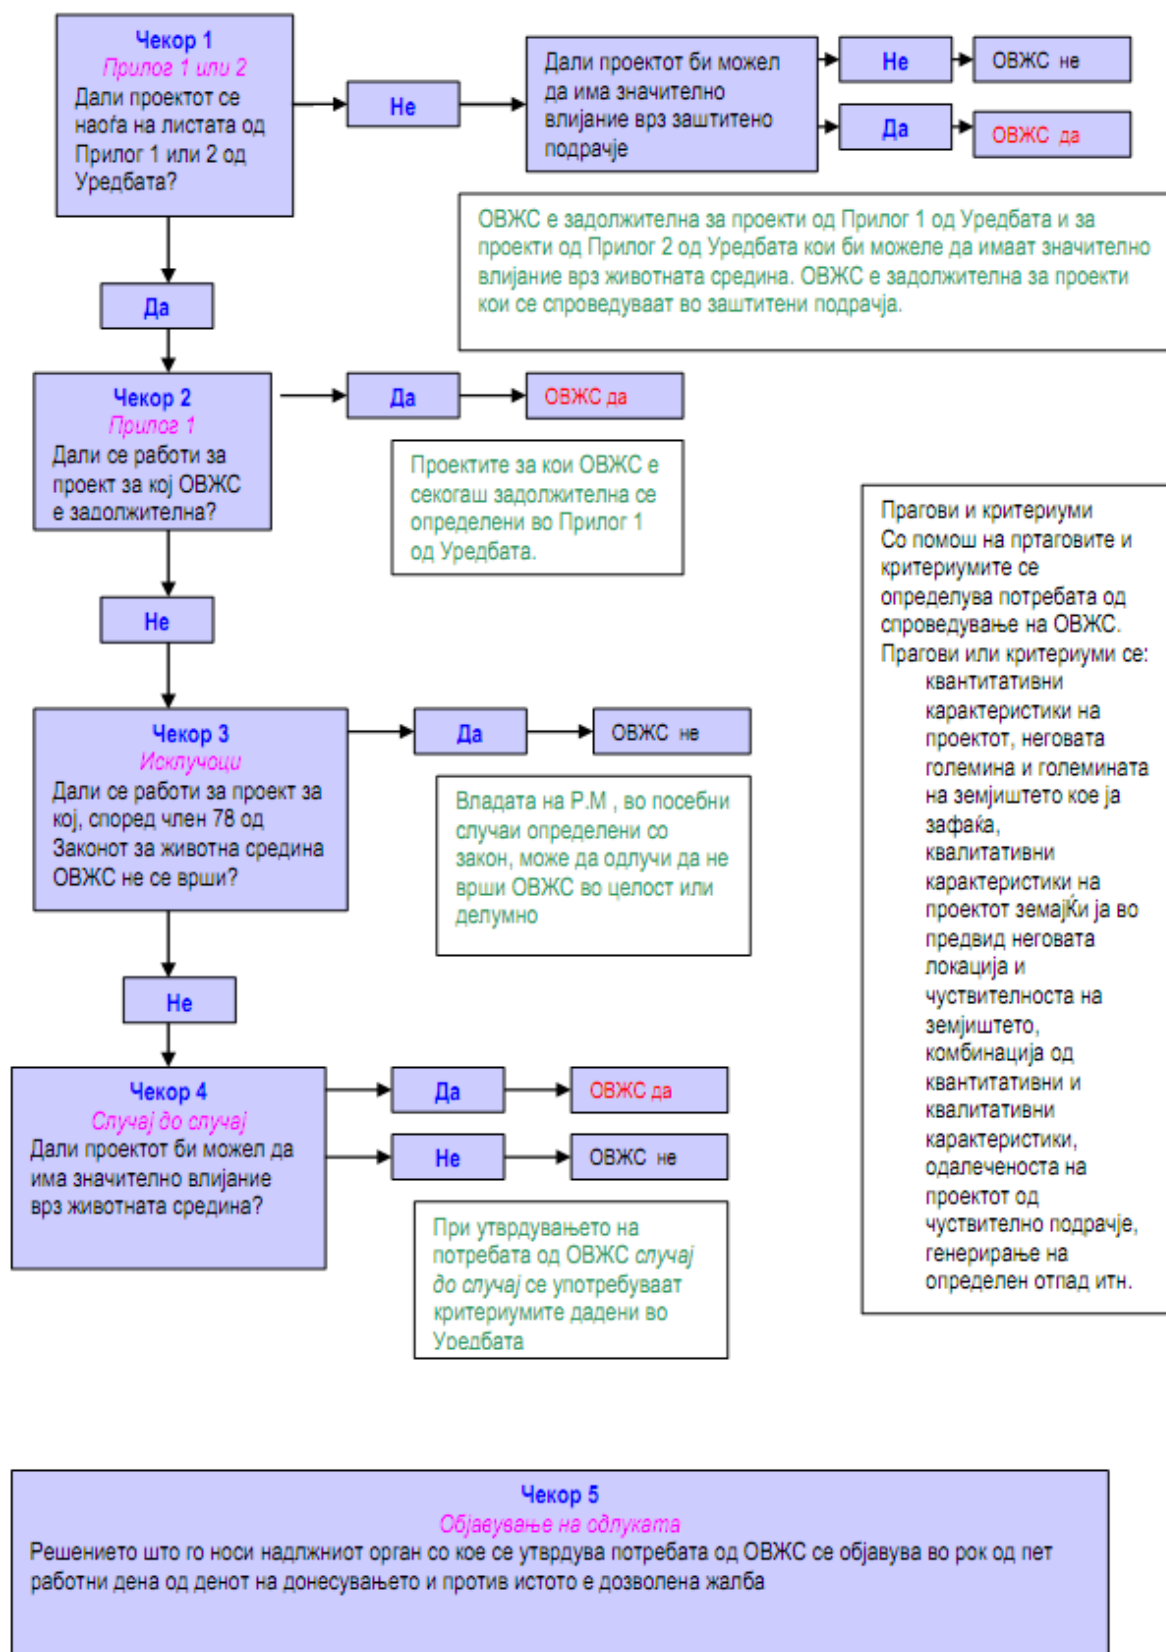 Чекор 1
Прилог 1 или 2
Дали проектот се
наоѓа на листата од
Прилог 1 или 2 од
Уредбата?
Не
Дали проектот би можел
да има значително
влијание врз заштитено
подрачје
Не
ОВЖС не
Да
ОВЖС да
ОВЖС е задолжителна за проекти од Прилог 1 од Уредбата и за
проекти од Прилог 2 од Уредбата кои би можеле да имаат значително
влијание врз животната средина. ОВЖС е задолжителна за проекти
кои се спроведуваат во заштитени подрачја.
Да
Чекор 2
Прилог 1
Дали се работи за
проект за кој ОВЖС
е задолжителна?
Да
ОВЖС да
Проектите за кои ОВЖС е
секогаш задолжителна се
определени во Прилог 1
од Уредбата.
Не
Чекор 3
Исклучоци
Дали се работи за проект за
кој, според член 78 од
Законот за животна средина
ОВЖС не се врши?
Да
ОВЖС не
Владата на Р.М , во посебни
случаи определени со
закон, може да одлучи да не
врши ОВЖС во целост или
делумно
Не
Чекор 4
Случај до случај
Дали проектот би можел да
има значително влијание
врз животната средина?
Да
ОВЖС да
Не
ОВЖС не
При утврдувањето на
потребата од ОВЖС случај
до случај се употребуваат
критериумите дадени во
Уредбата
Прагови и критериуми
Со помош на пртаговите и
критериумите се
определува потребата од
спроведување на ОВЖС.
Прагови или критериуми се:
квантитативни
карактеристики на
проектот, неговата
големина и големината
на земјиштето кое ја
зафаќа,
квалитативни
карактеристики на
проектот земајЌи ја во
предвид неговата
локација и
чуствителноста на
земјиштето,
комбинација од
квантитативни и
квалитативни
карактеристики,
одалеченоста на
проектот од
чуствително подрачје,
генерирање на
определен отпад итн.
Чекор 5
Објавување на одлуката
Решението што го носи надлжниот орган со кое се утврдува потребата од ОВЖС се објавува во рок од пет
работни дена од денот на донесувањето и против истото е дозволена жалба